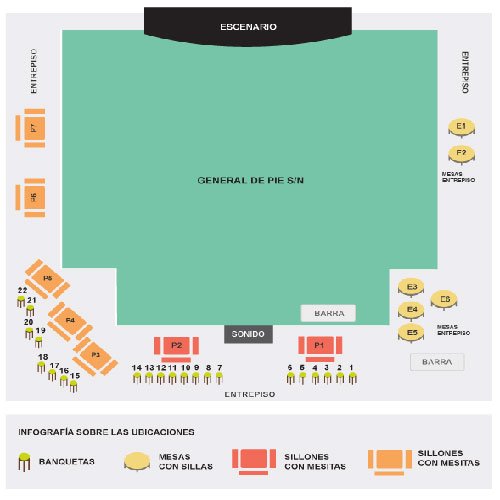 ESCENARIO
ENTREPISO
ENTREPISO
P7
E1
E2
MESAS
ENTREPISO
GENERAL DE PIE S/N
P6
P5
22
21
P4
20
19
P3
18
17
16
15
E3
E6
E4
E5
MESAS
ENTREPISO
BARRA
BARRA
SONIDO
P2
P1
14 13 12 11 10 9 8 7
6 5 4 3 2 1
ENTREPISO
INFOGRAFÍA SOBRE LAS UBICACIONES
BANQUETAS
MESAS
CON SILLAS
SILLONES
CON MESITAS
SILLONES
CON MESITAS